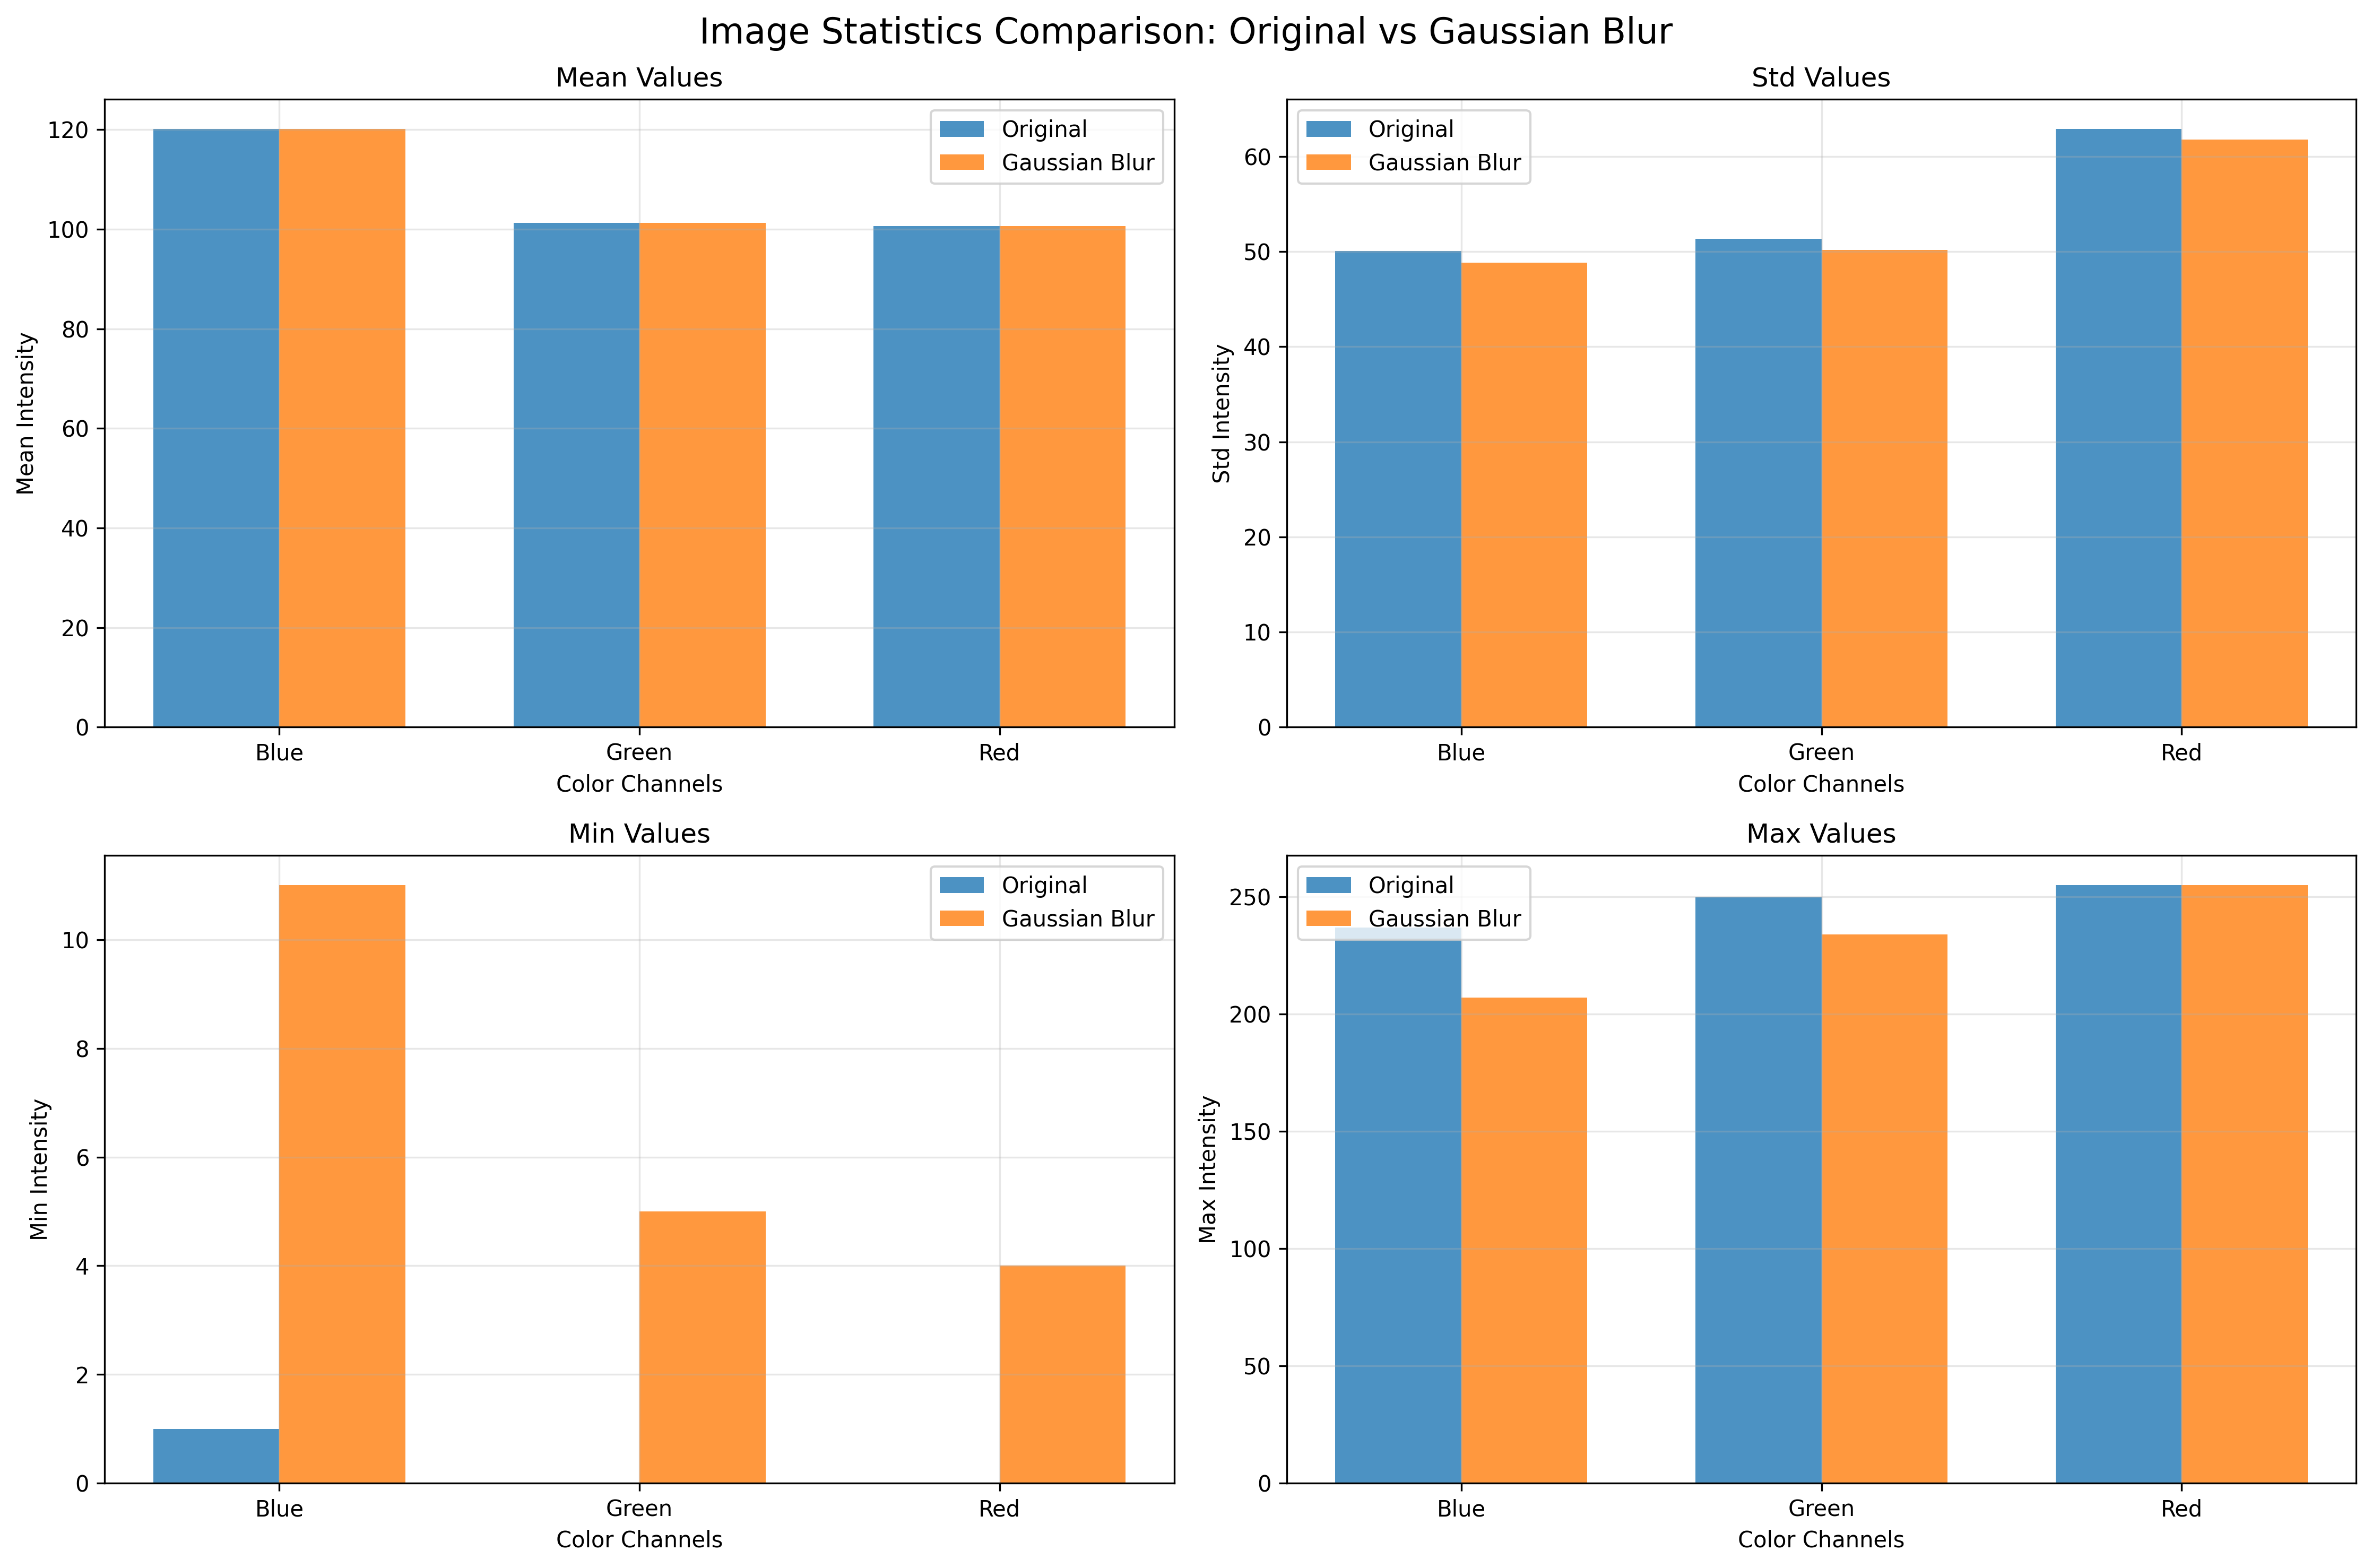 Image Statistics Comparison: Original vs Gaussian Blur
Mean Values
Mean Intensity
120
100
80
60
40
20
0
Original
Gaussian Blur
Blue
Green
Red
Color Channels
Std Values
Std Intensity
60
50
40
30
20
10
0
Original
Gaussian Blur
Blue
Green
Red
Color Channels
Min Values
Min Intensity
10
8
6
4
2
0
Original
Gaussian Blur
Blue
Green
Red
Color Channels
Max Values
Max Intensity
250
200
150
100
50
0
Original
Gaussian Blur
Blue
Green
Red
Color Channels